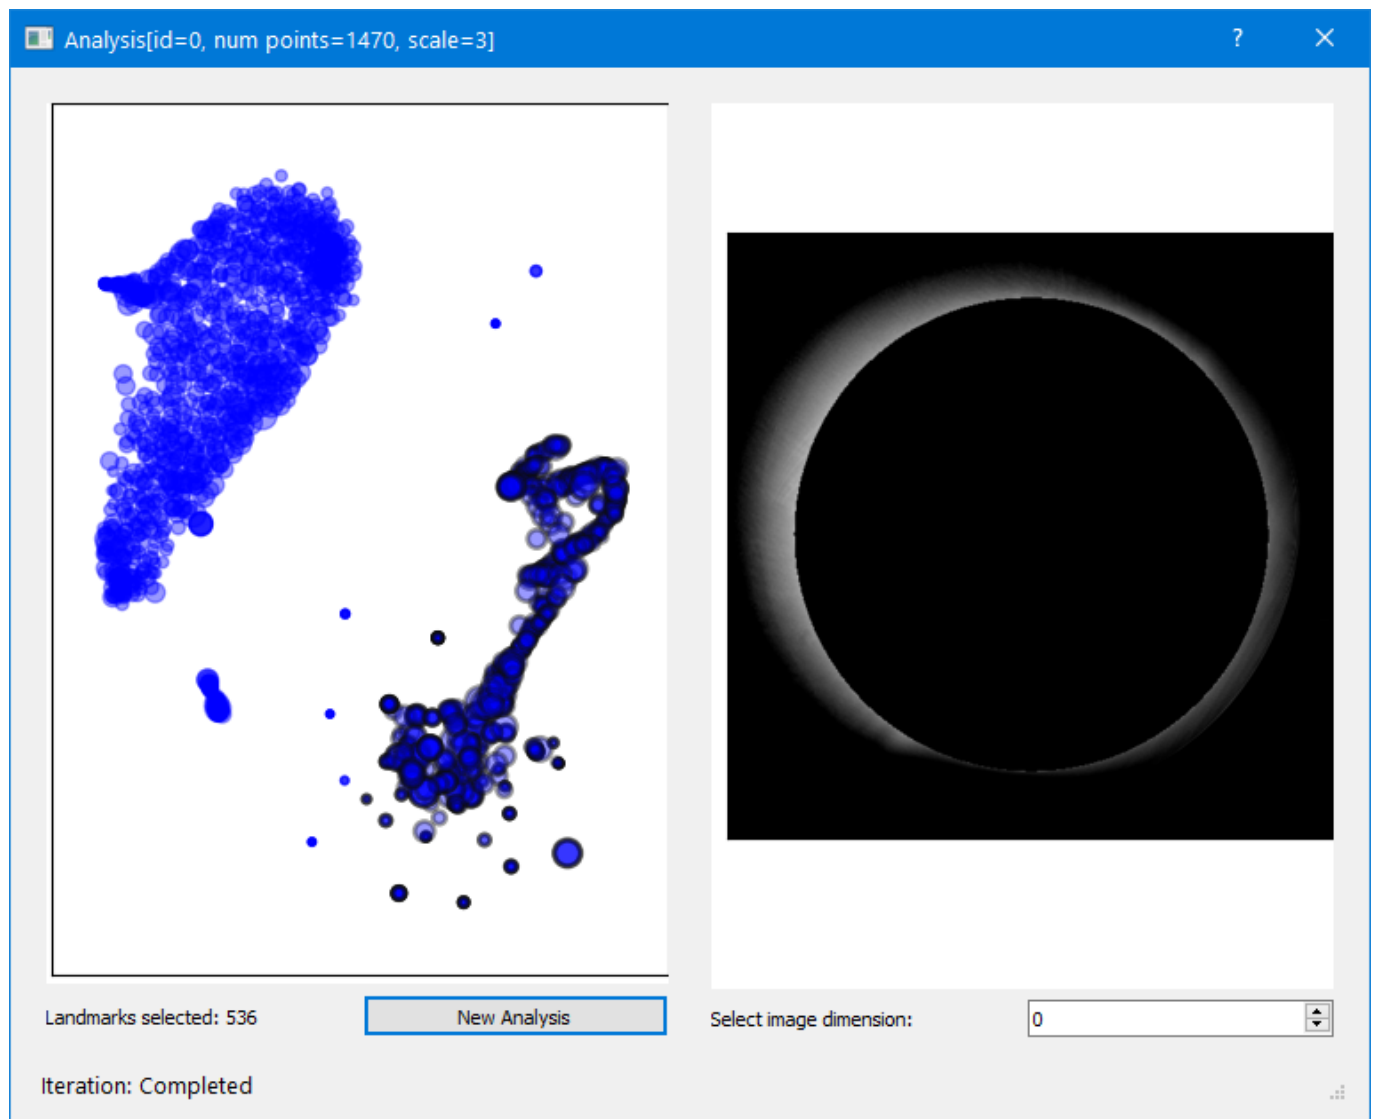 Analysis[id=0, num points=1470, scale=3]
?
Landmarks selected: 536
New Analysis
Select image dimension:
0
Iteration: Completed